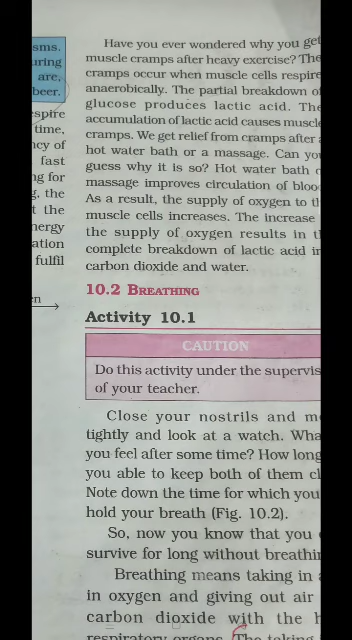 sms.
uring
are,
beer.
espire
time,
ncy of
fast
ng for
g, the
t the
nergy
ation
fulfil
en
Have you ever wondered why you get
muscle cramps after heavy exercise? The
cramps occur when muscle cells respire
anaerobically. The partial breakdown o
glucose produces lactic acid. The
accumulation of lactic acid causes muscle
cramps. We get relief from cramps after
hot water bath or a massage. Can you
guess why it is so? Hot water bath o
massage improves circulation of bloo
As a result, the supply of oxygen to th
muscle cells increases. The increase
the supply of oxygen results in t
complete breakdown of lactic acid in
carbon dioxide and water.
10.2 BREATHING
Activity 10.1
CAUTION
Do this activity under the supervis
of your teacher.
Close your nostrils and m
tightly and look at a watch. Wha
you feel after some time? How long
you able to keep both of them cl
Note down the time for which you
hold your breath (Fig. 10.2).
So, now you know that you
survive for long without breathin
Breathing means taking in a
in oxygen and giving out air
carbon dioxide with the h
respiratory organs. The taking